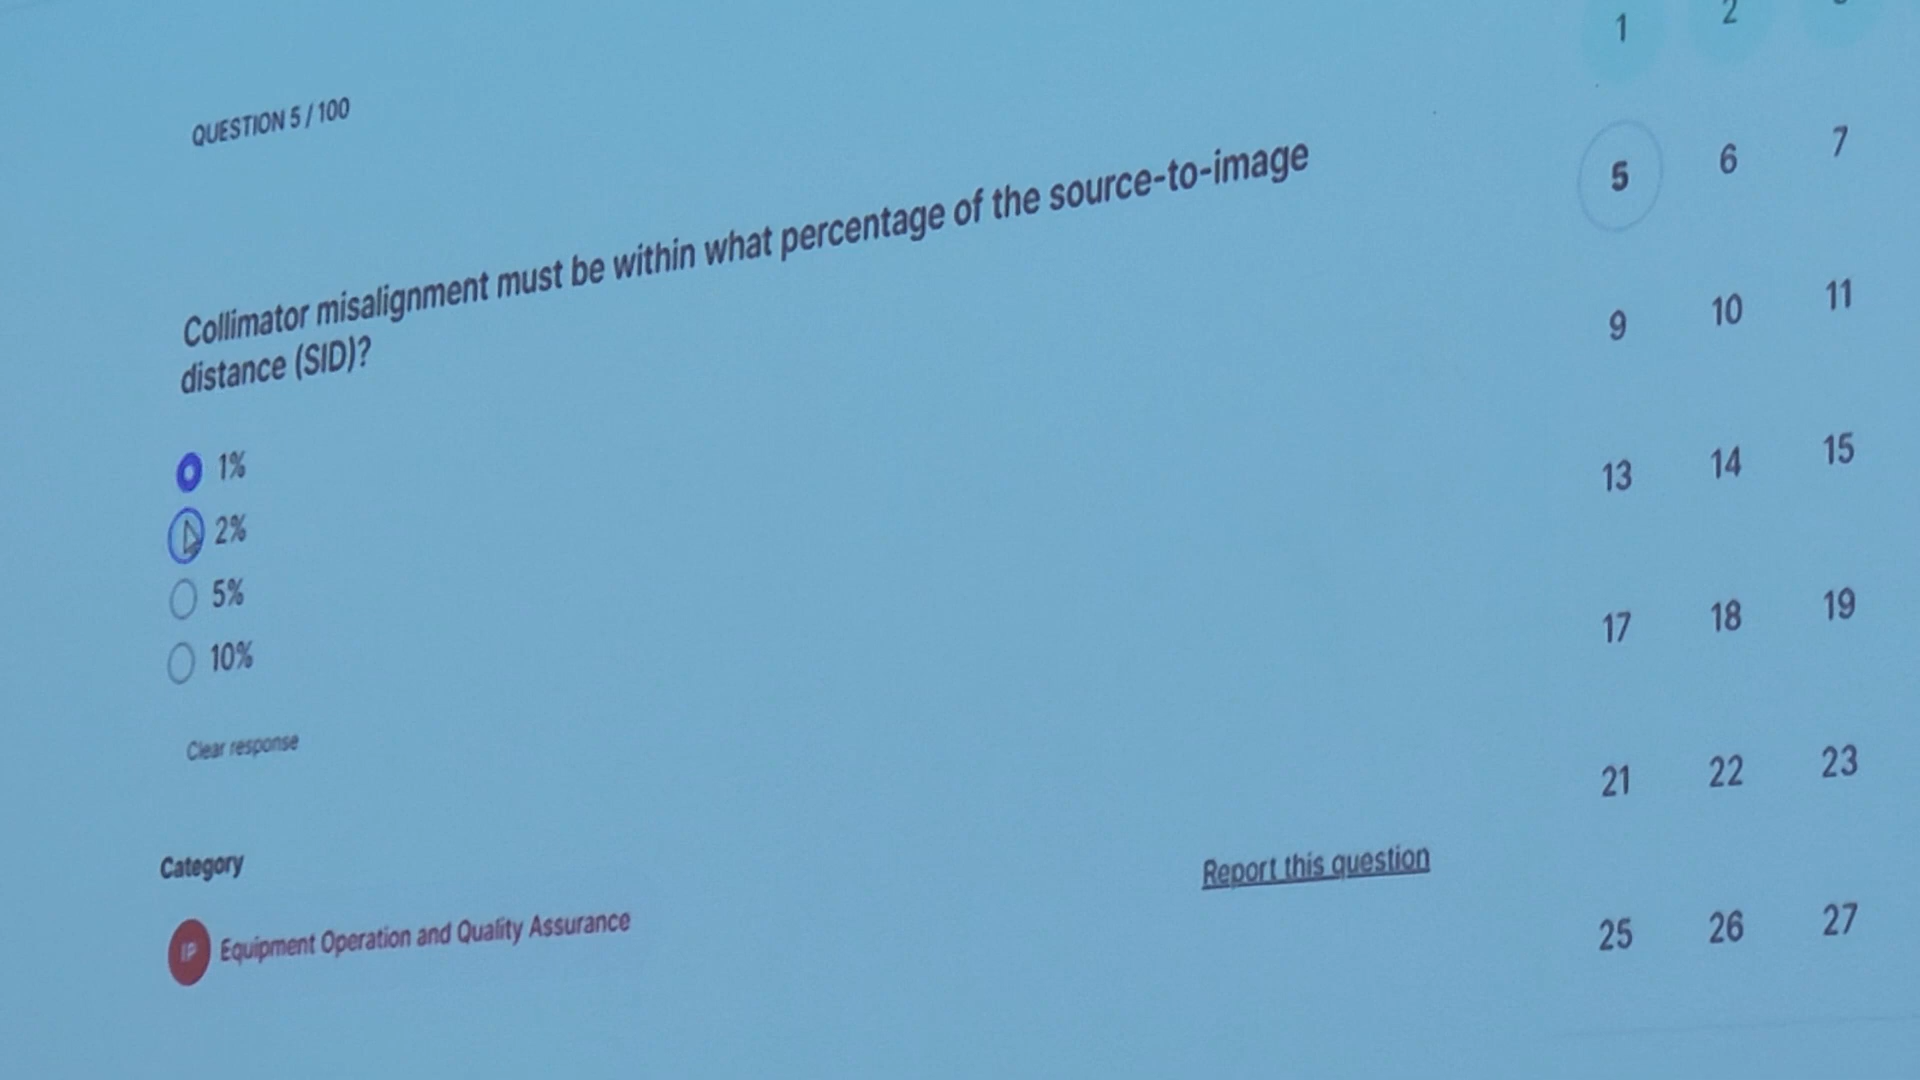 QUESTION 5 / 100
Collimator misalignment must be within what percentage of the source-to-image
distance (SID)?
1%
2%
5%
10%
Clear response
Category
IP Equipment Operation and Quality Assurance
Report this question
1 2
5 6 7
9 10 11
13 14 15
17 18 19
21 22 23
25 26 27